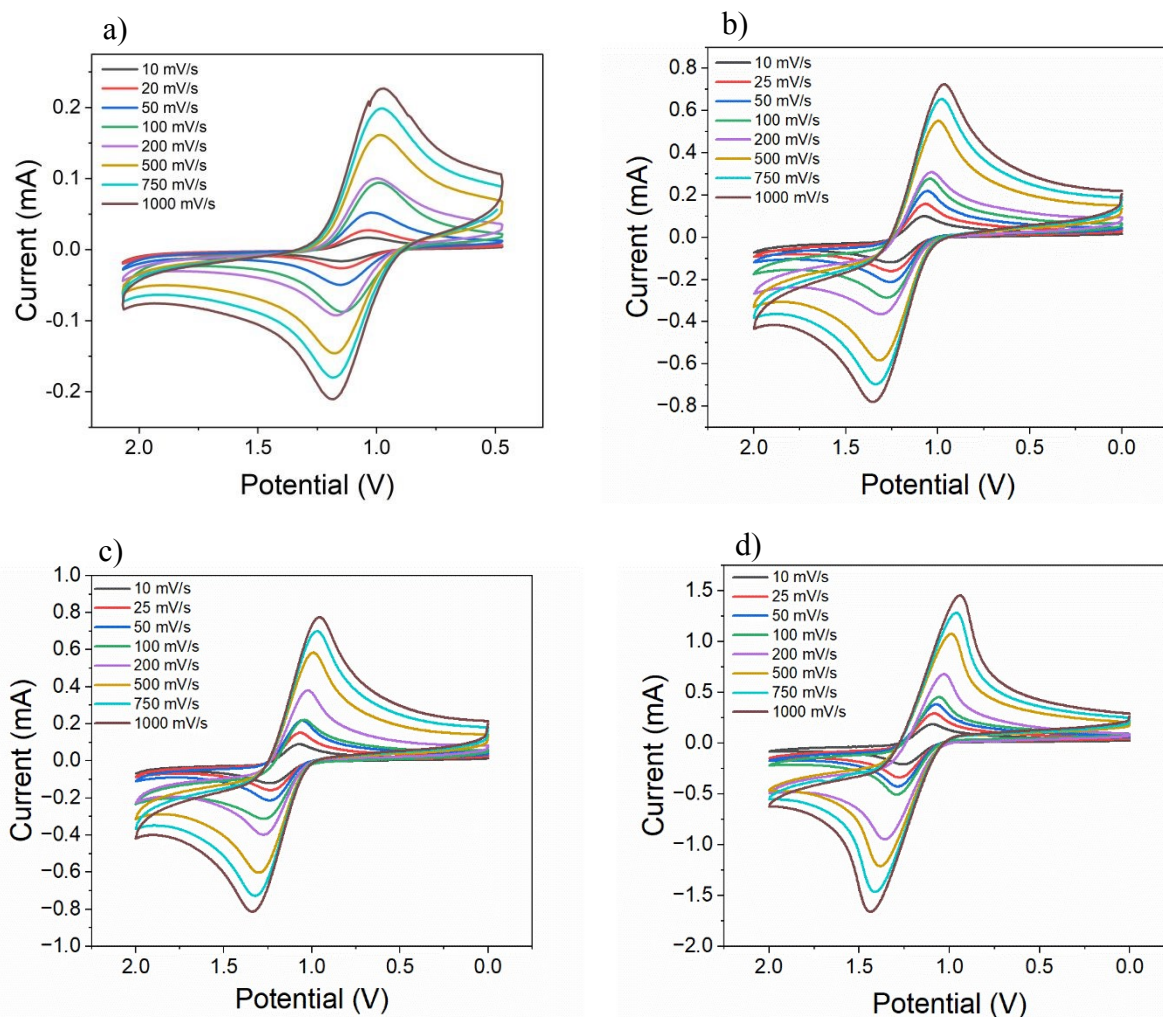 a)
10 mV/s
20 mV/s
50 mV/s
100 mV/s
200 mV/s
500 mV/s
750 mV/s
1000 mV/s
0.2
0.1
0.0
-0.1
-0.2
Current (mA)
2.0 1.5 1.0 0.5
Potential (V)
b)
10 mV/s
25 mV/s
50 mV/s
100 mV/s
200 mV/s
500 mV/s
750 mV/s
1000 mV/s
0.8
0.6
0.4
0.2
0.0
−0.2
−0.4
−0.6
−0.8
Current (mA)
2.0 1.5 1.0 0.5 0.0
Potential (V)
c)
10 mV/s
25 mV/s
50 mV/s
100 mV/s
200 mV/s
500 mV/s
750 mV/s
1000 mV/s
1.0
0.8
0.6
0.4
0.2
0.0
−0.2
−0.4
−0.6
−0.8
−1.0
Current (mA)
2.0 1.5 1.0 0.5 0.0
Potential (V)
d)
10 mV/s
25 mV/s
50 mV/s
100 mV/s
200 mV/s
500 mV/s
750 mV/s
1000 mV/s
1.5
1.0
0.5
0.0
−0.5
−1.0
−1.5
−2.0
Current (mA)
2.0 1.5 1.0 0.5 0.0
Potential (V)